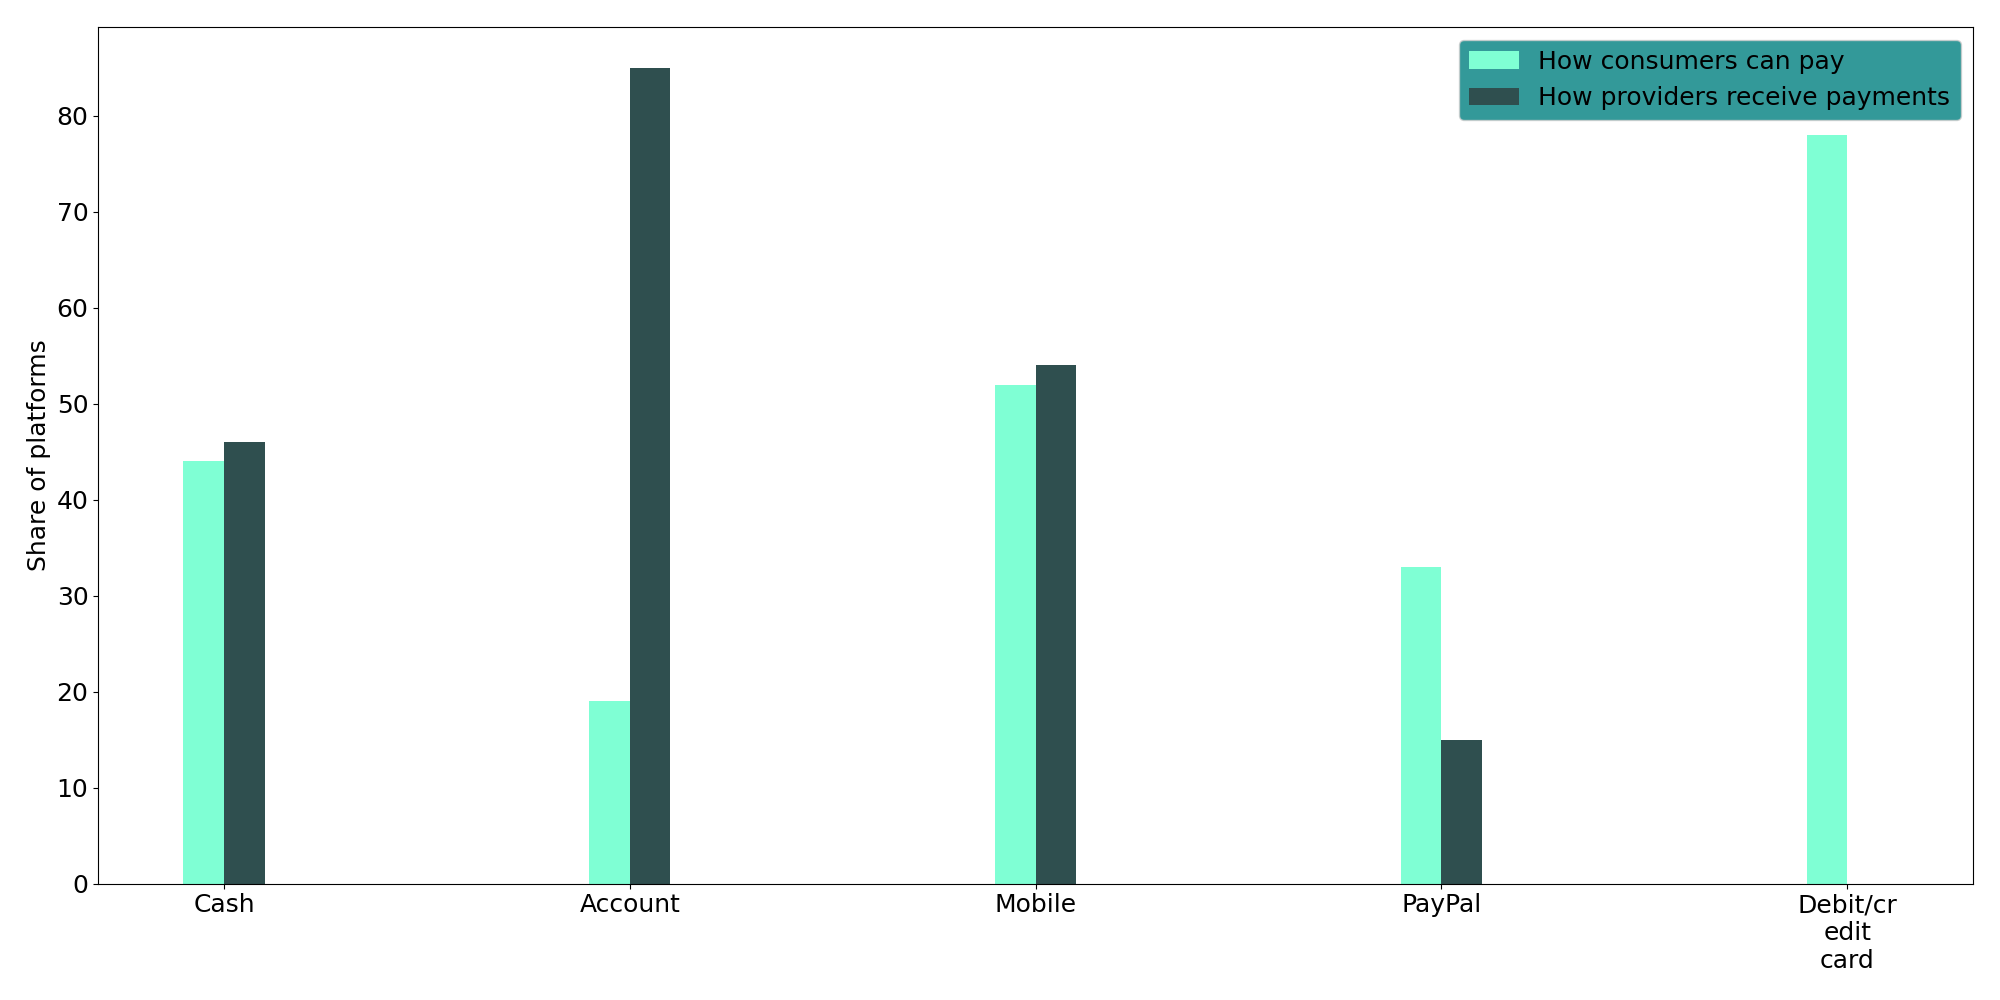 How consumers can pay
How providers receive payments
Share of platforms
80
70
60
50
40
30
20
10
0
Cash
Account
Mobile
PayPal
Debit/cr
edit
card